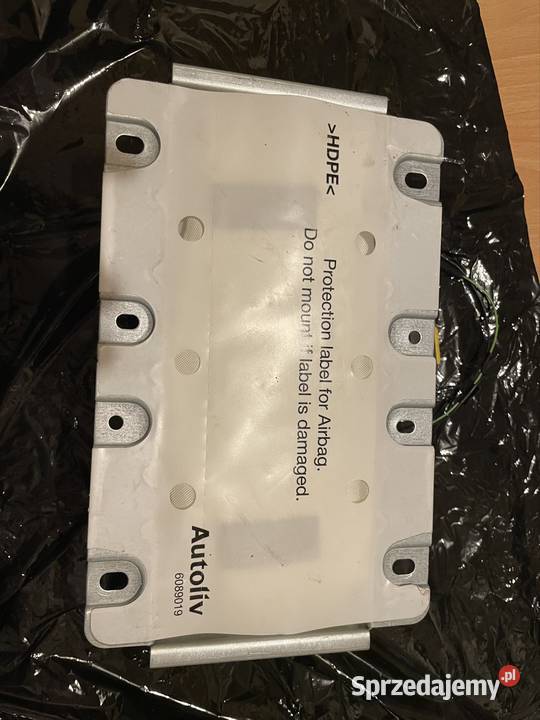 >HDPE<
Protection label for Airbag.
Do not mount if label is damaged.
Autoliv
6089019
Sprzedajemy.pl